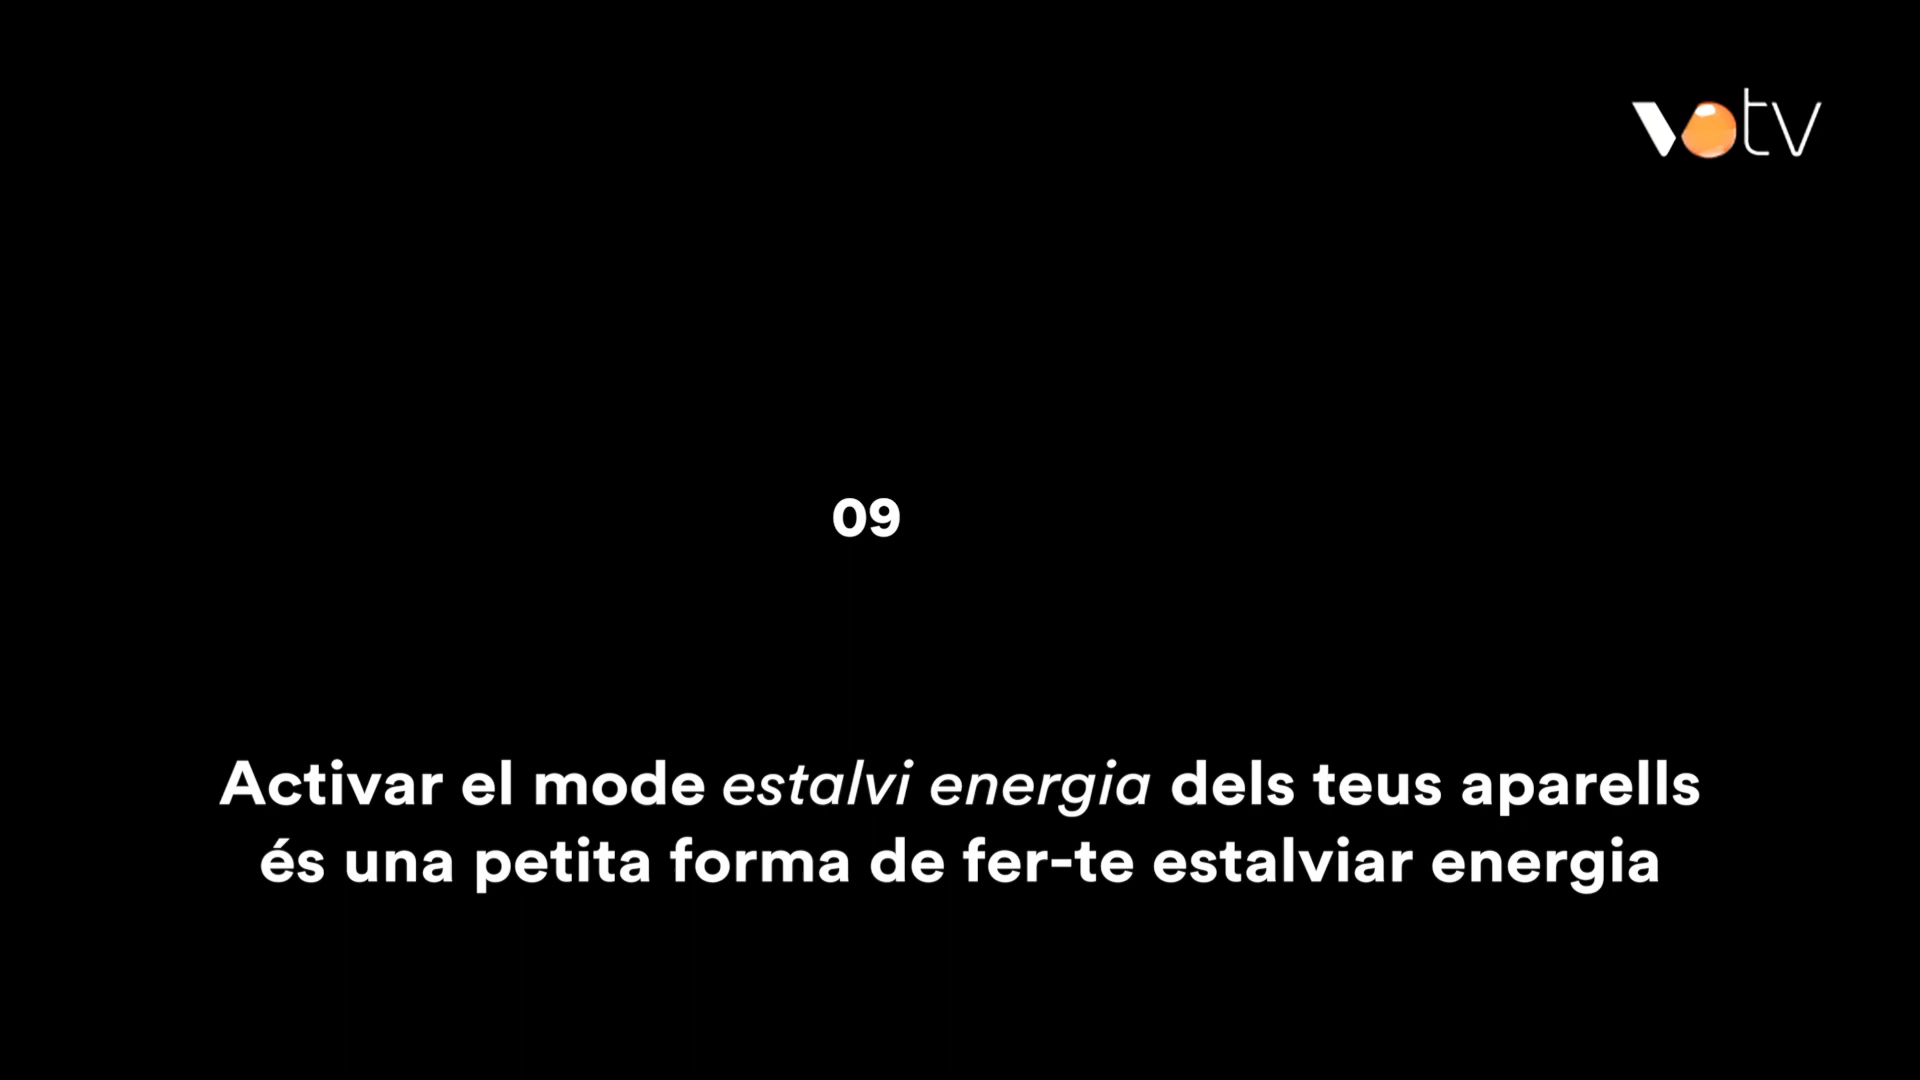 votv
09
Activar el mode estalvi energia dels teus aparells
és una petita forma de fer-te estalviar energia